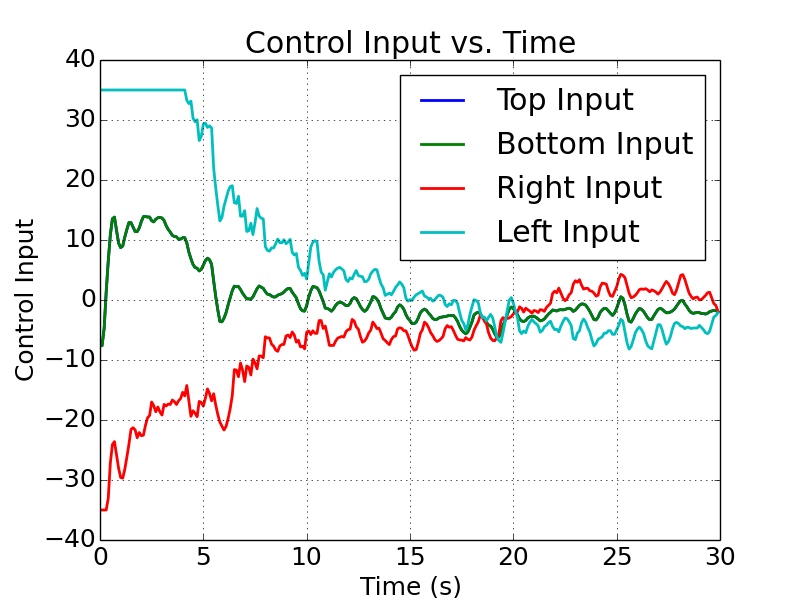 Control Input vs. Time
Control Input
40
30
20
10
0
−10
−20
−30
−40
Top Input
Bottom Input
Right Input
Left Input
0 5 10 15 20 25 30
Time (s)